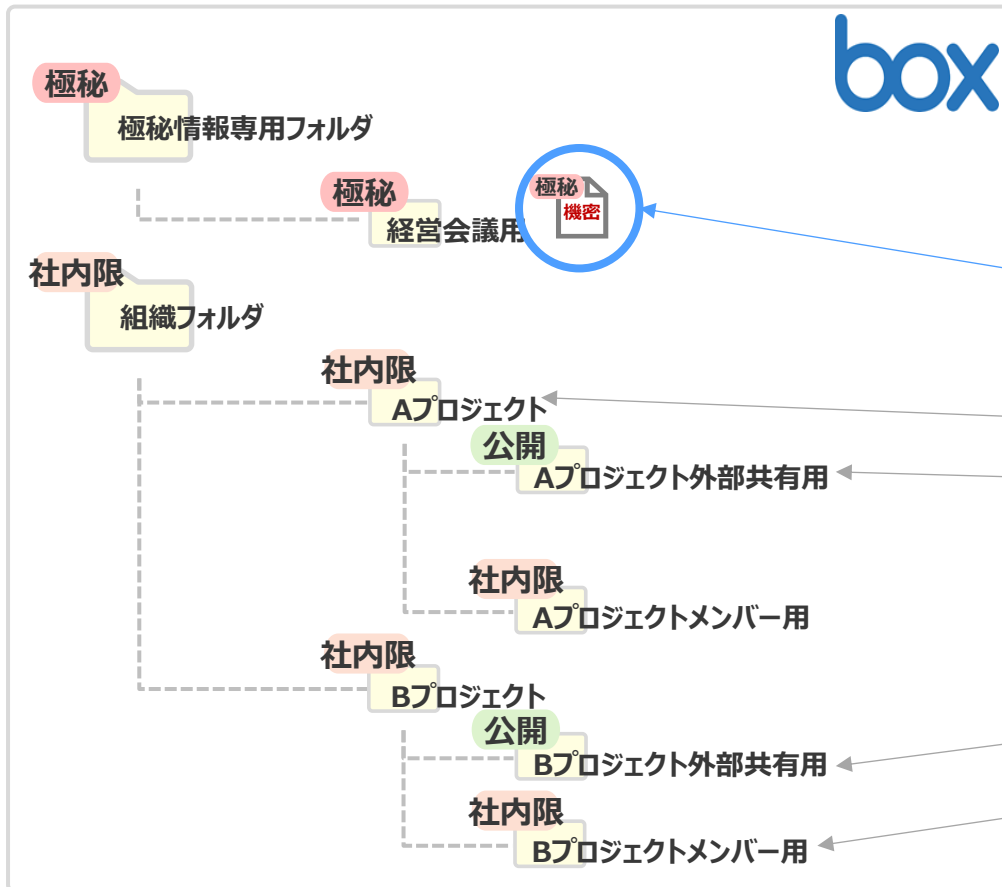 box
極秘
極秘情報専用フォルダ
極秘
経営会議用
極秘
機密
社内限
組織フォルダ
社内限
Aプロジェクト
公開
Aプロジェクト外部共有用
社内限
Aプロジェクトメンバー用
社内限
Bプロジェクト
公開
Bプロジェクト外部共有用
社内限
Bプロジェクトメンバー用